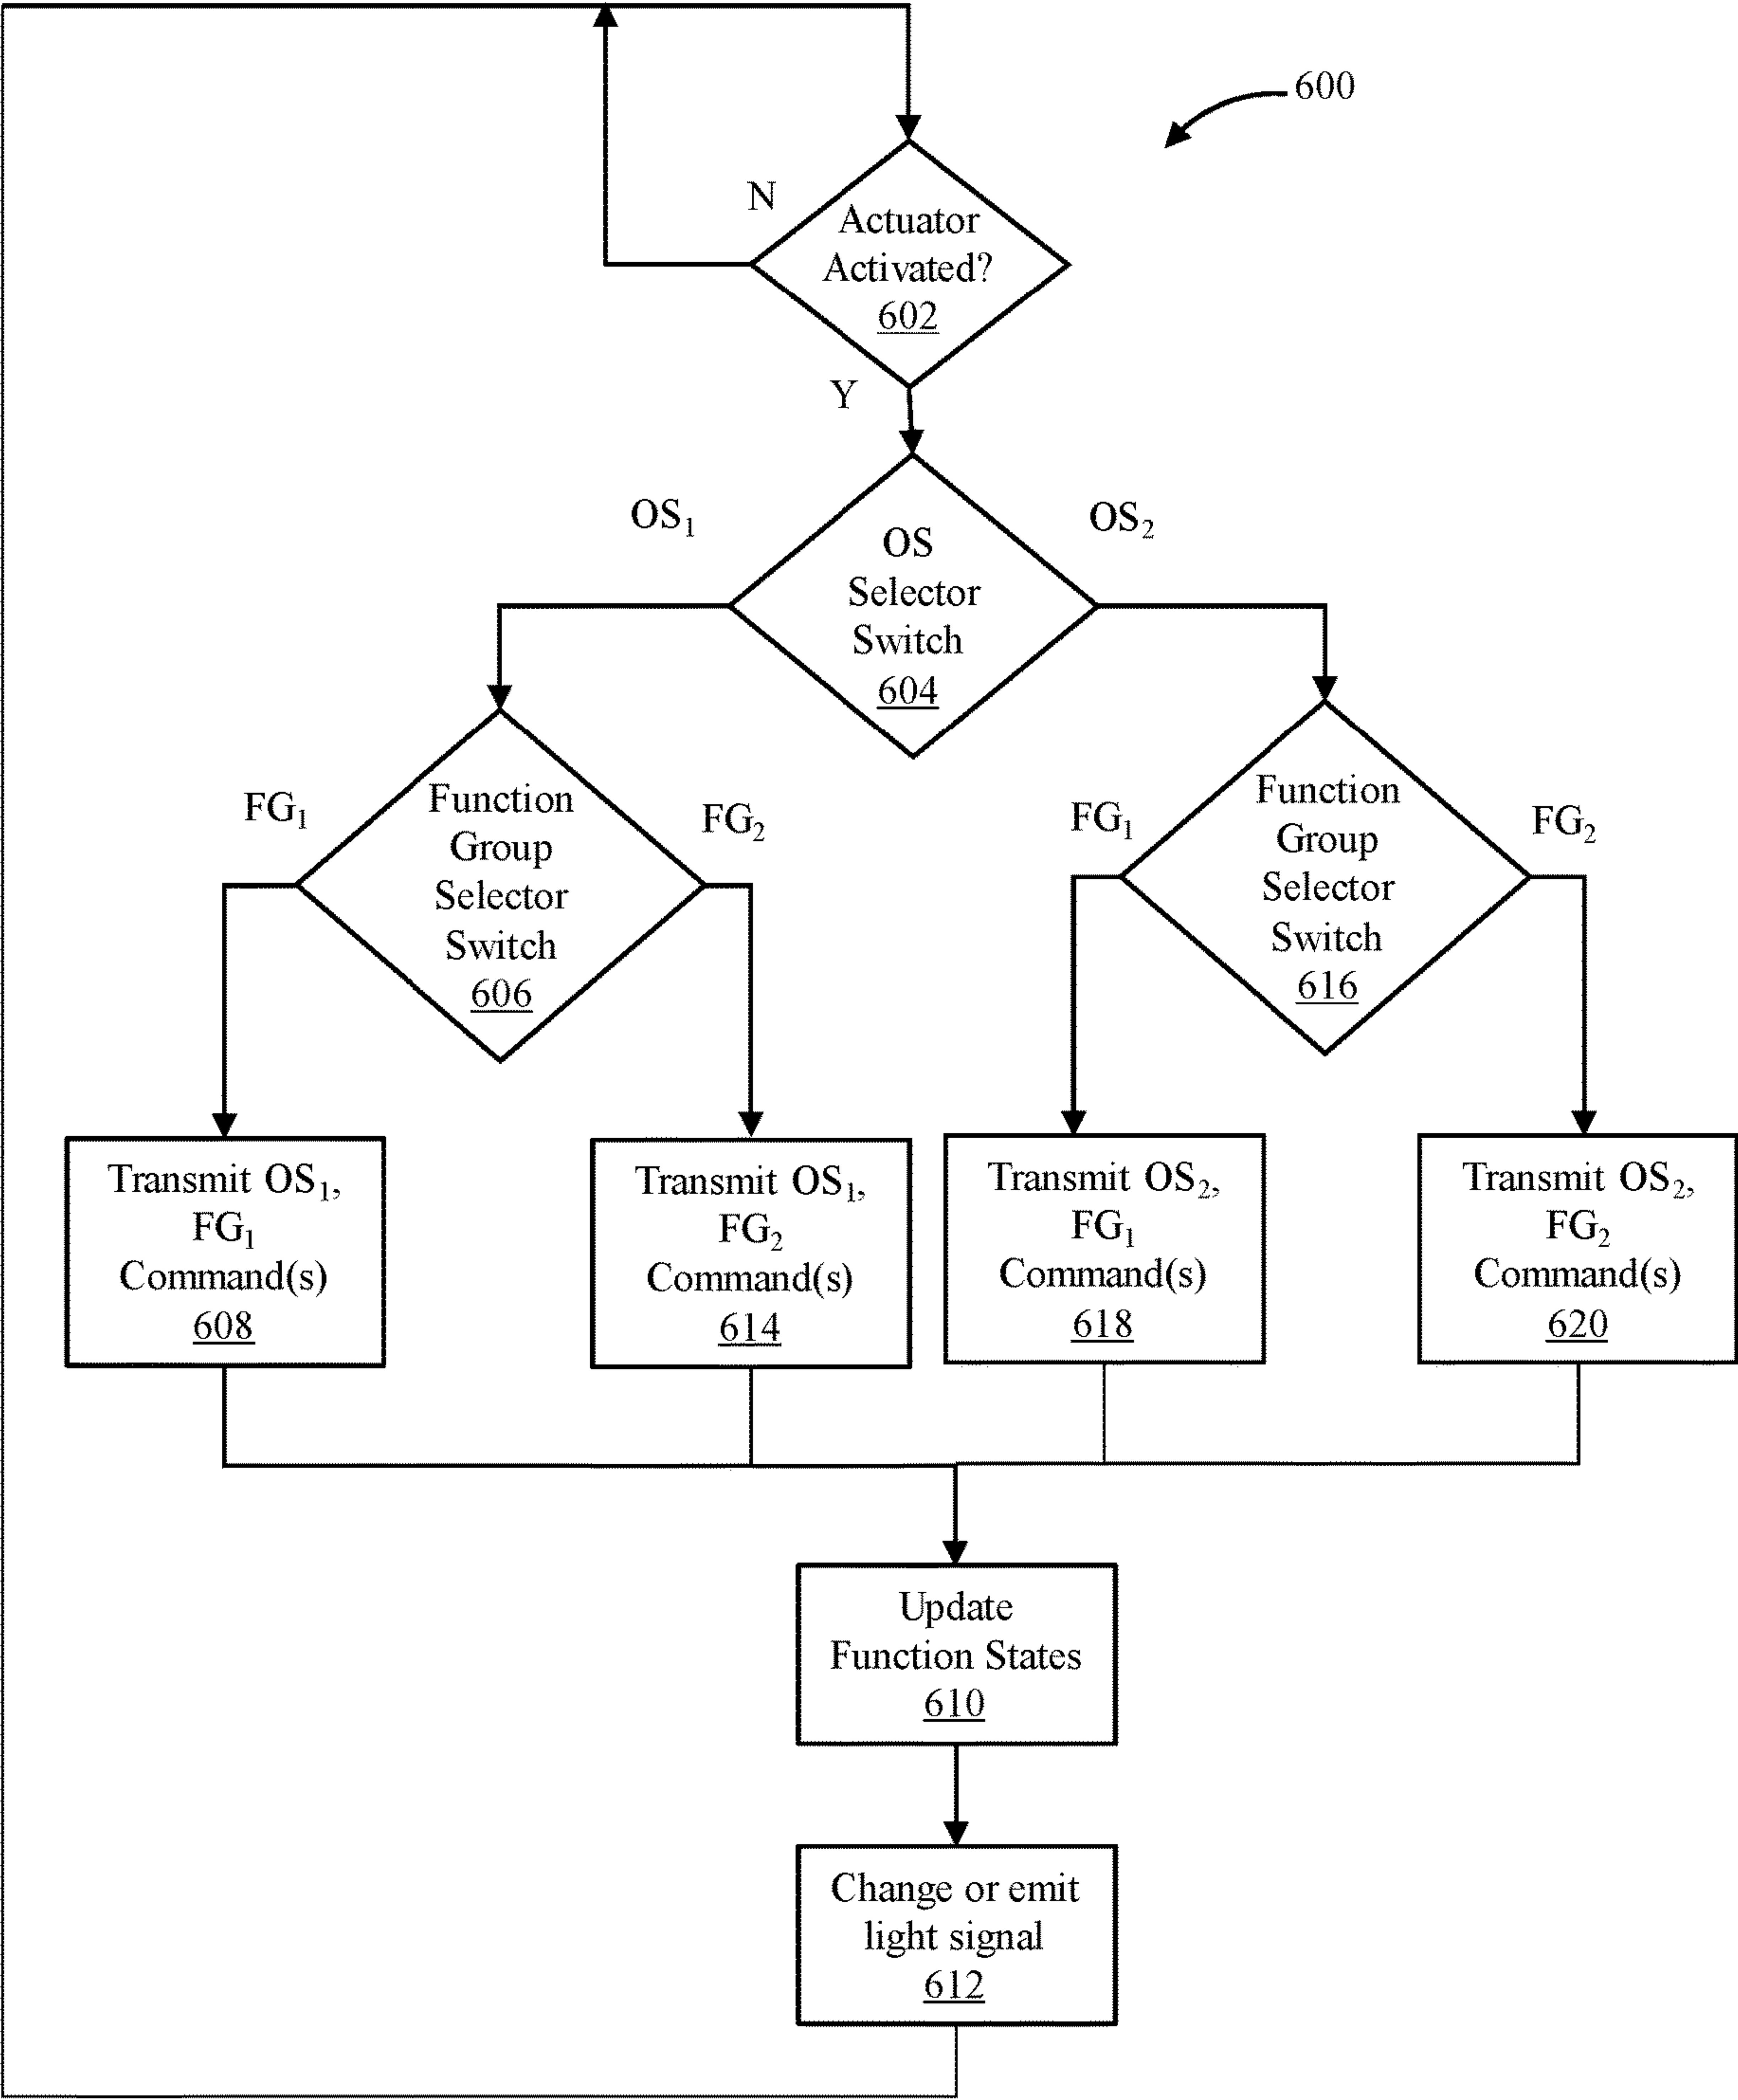 600
N
Actuator
Activated?
602
Y
OS₁
OS₂
OS
Selector
Switch
604
FG₁
Function
Group
Selector
Switch
606
FG₂
FG₁
Function
Group
Selector
Switch
616
FG₂
Transmit OS₁,
FG₁
Command(s)
608
Transmit OS₁,
FG₂
Command(s)
614
Transmit OS₂,
FG₁
Command(s)
618
Transmit OS₂,
FG₂
Command(s)
620
Update
Function States
610
Change or emit
light signal
612